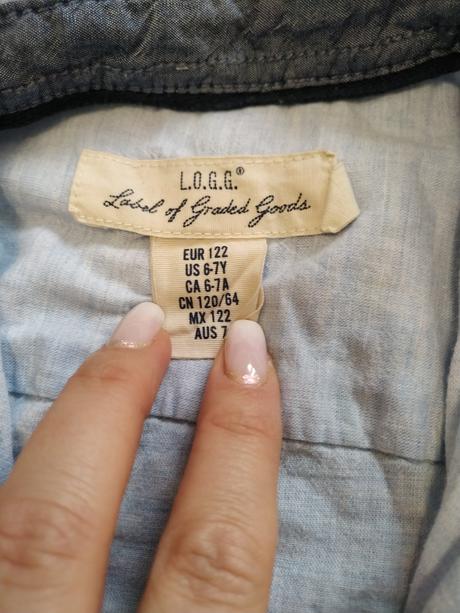 L.O.G.G.®
Label of Graded Goods
EUR 122
US 6-7Y
CA 6-7A
CN 120/64
MX 122
AUS 7